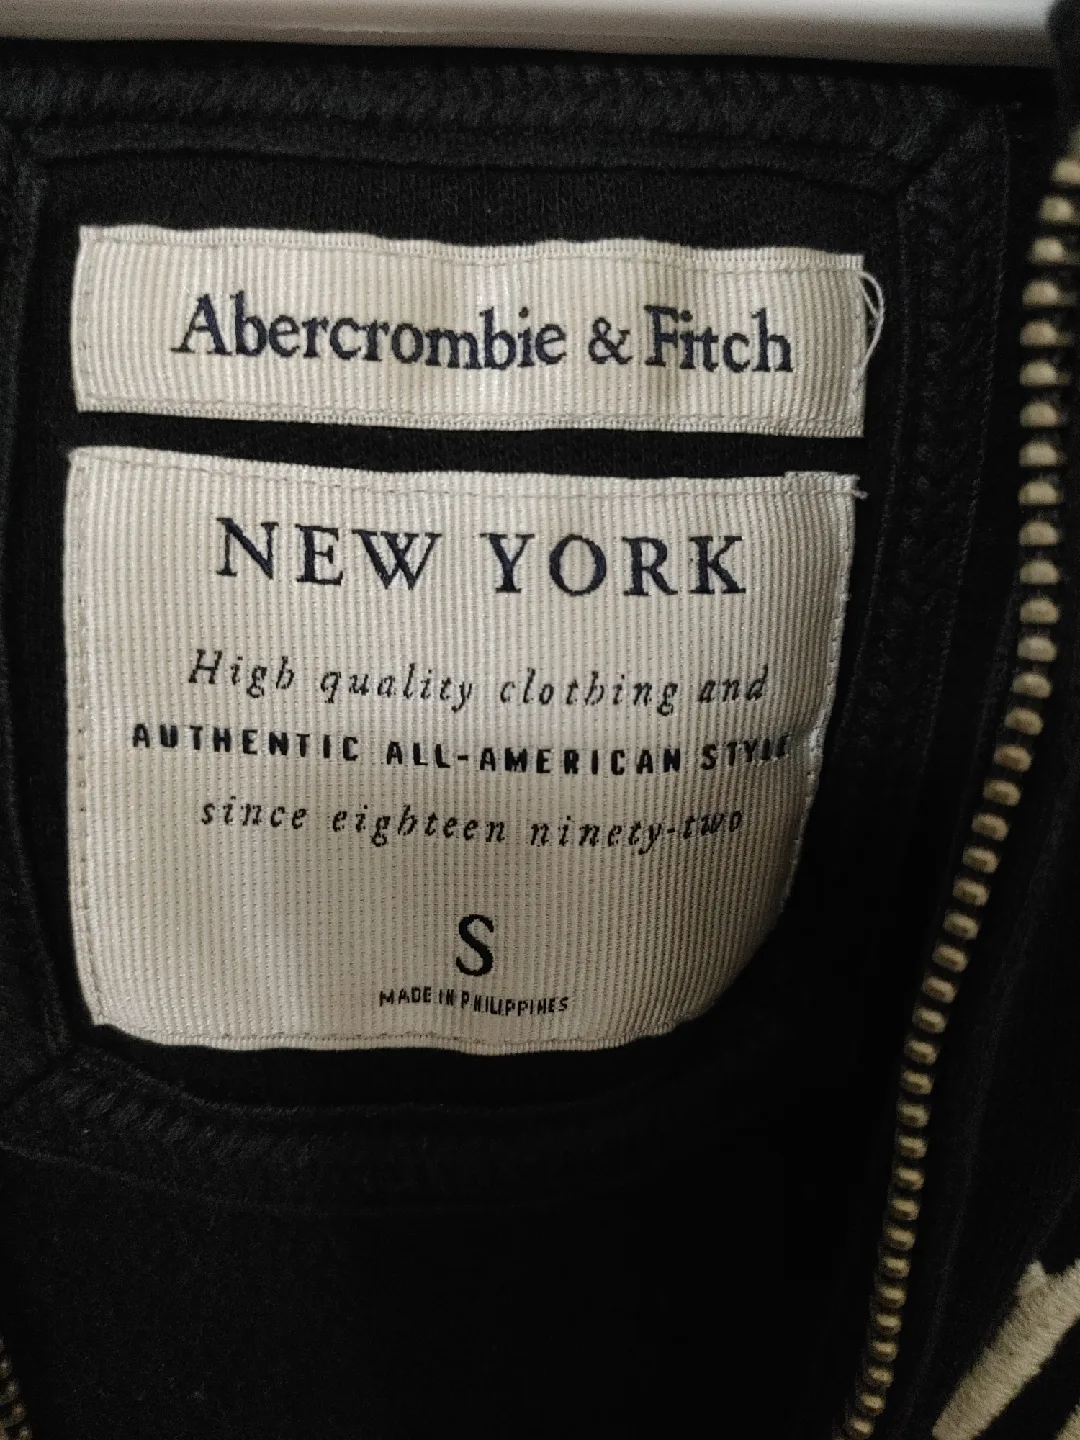 Abercrombie & Fitch
NEW YORK
High quality clothing and
AUTHENTIC ALL-AMERICAN STYLE
since eighteen ninety-two
S
MADE IN PHILIPPINES